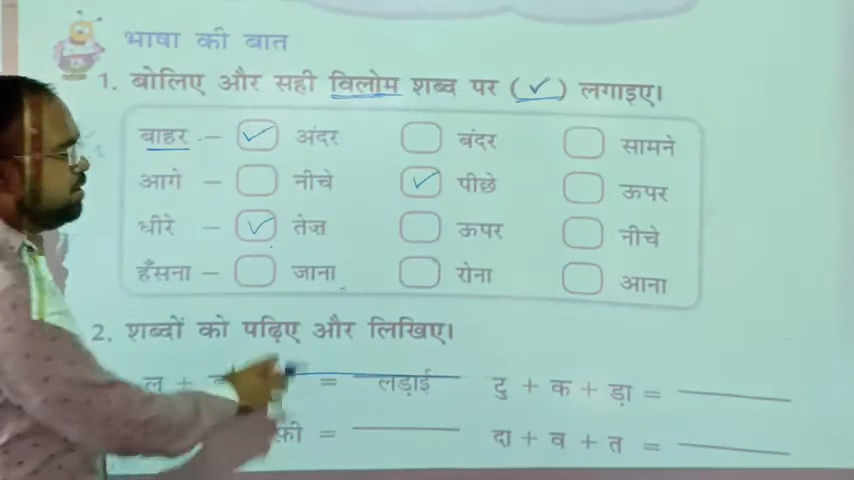 भाषा की बात
1. बोलिए और सही विलोम शब्द पर (✓) लगाइए।
बाहर - ✓ अंदर बंदर सामने
आगे - नीचे ✓ पीछे ऊपर
धीरे - ✓ तेज़ ऊपर नीचे
हँसना - जाना रोना आना
2. शब्दों को पढ़िए और लिखिए।
ल + = लड़ाई टु + क + ड़ा =
फ़ी = दा + व + त =